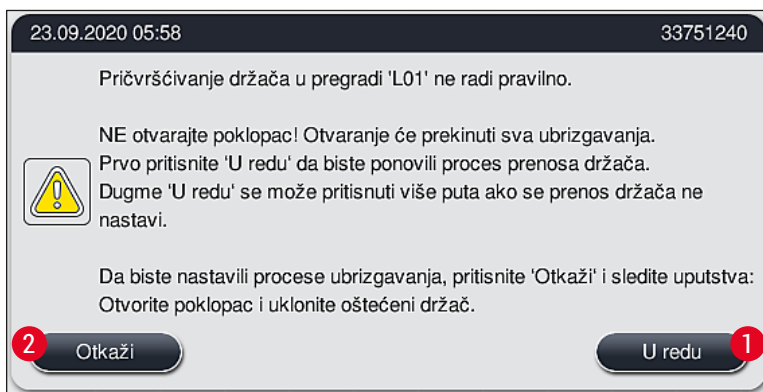 23.09.2020 05:58 33751240
Pričvršćivanje držača u pregradi 'L01' ne radi pravilno.
NE otvarajte poklopac! Otvaranje će prekinuti sva ubrizgavanja.
Prvo pritisnite 'U redu' da biste ponovili proces prenosa držača.
Dugme 'U redu' se može pritisnuti više puta ako se prenos držača ne
nastavi.
Da biste nastavili procese ubrizgavanja, pritisnite 'Otkaži' i sledite uputstva:
Otvorite poklopac i uklonite oštećeni držač.
2 Otkaži U redu 1